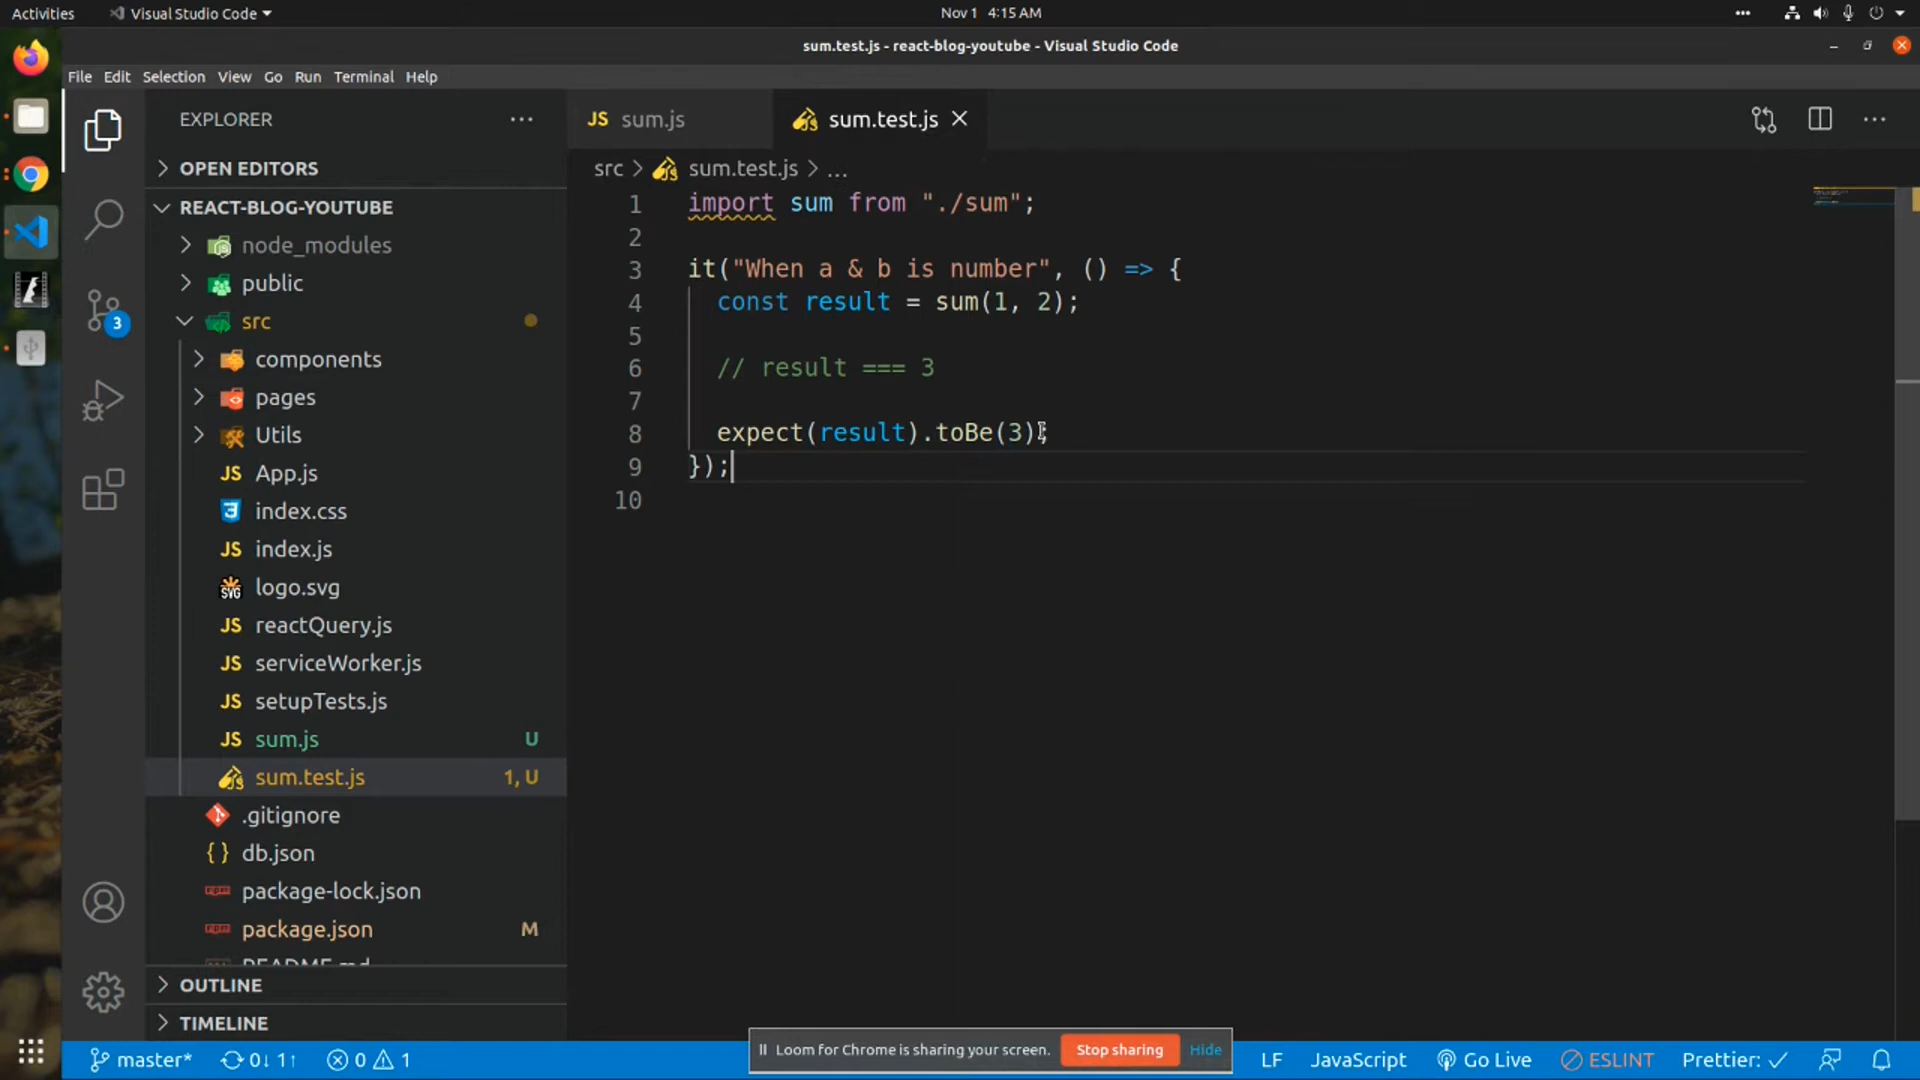 Activities
Visual Studio Code
Nov 1 4:15 AM
sum.test.js - react-blog-youtube - Visual Studio Code
File Edit Selection View Go Run Terminal Help
EXPLORER
OPEN EDITORS
REACT-BLOG-YOUTUBE
node_modules
public
src
components
pages
Utils
JS App.js
index.css
JS index.js
SVG logo.svg
JS reactQuery.js
JS serviceWorker.js
JS setupTests.js
JS sum.js U
sum.test.js 1, U
.gitignore
{ } db.json
package-lock.json
package.json M
README.md
OUTLINE
TIMELINE
3
JS sum.js
sum.test.js
src > sum.test.js > ...
1 import sum from "./sum";
2
3 it("When a & b is number", () => {
4 const result = sum(1, 2);
5
6 // result === 3
7
8 expect(result).toBe(3);
9 });
10
Loom for Chrome is sharing your screen. Stop sharing Hide
master* 0↓ 1↑ 0 1 LF JavaScript Go Live ESLINT Prettier: ✓